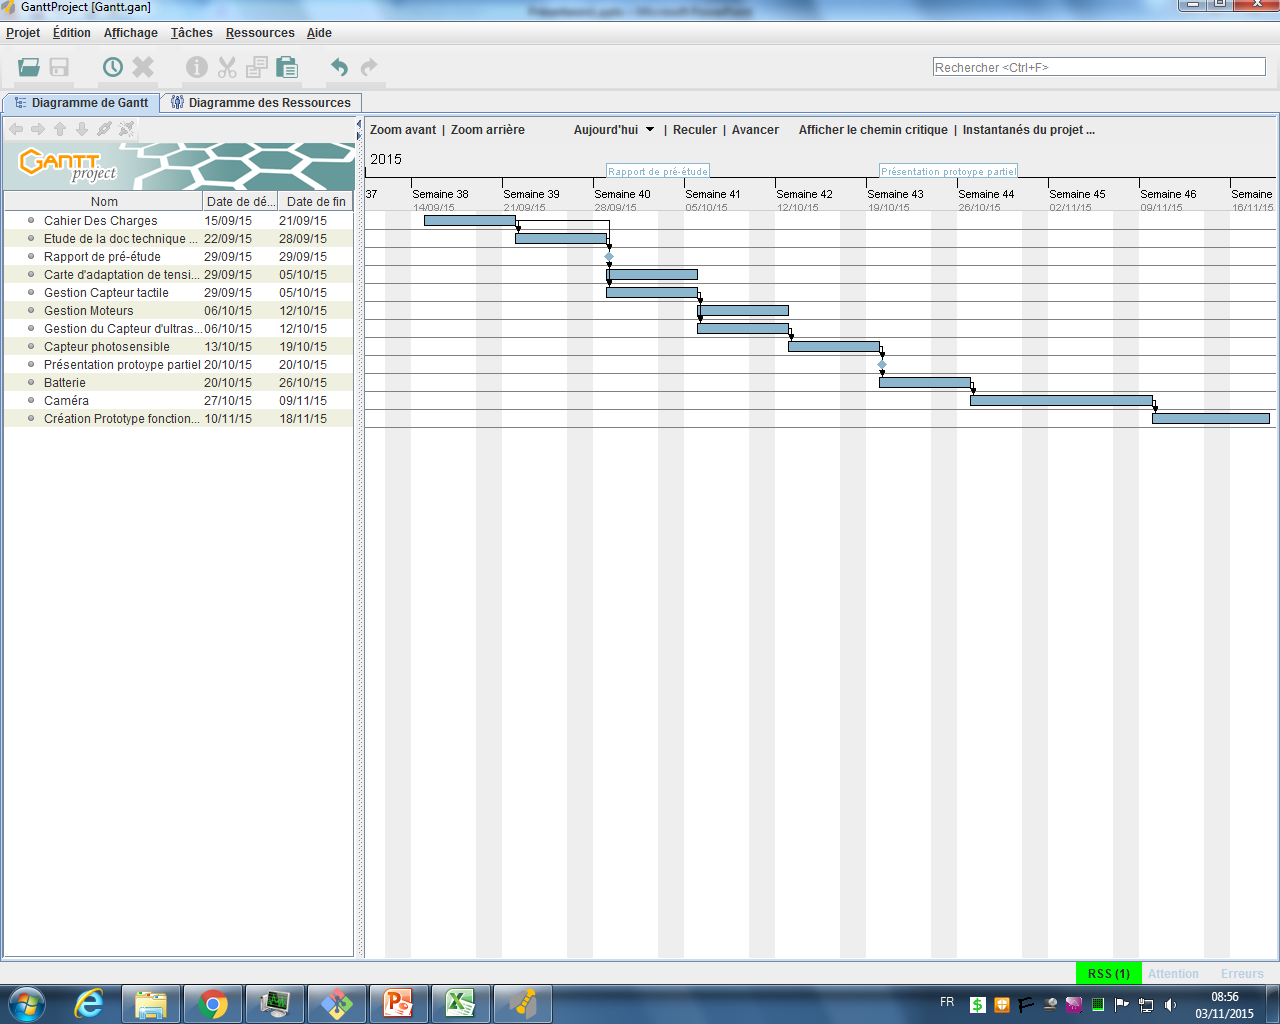 GanttProject [Gantt.gan]
Projet Édition Affichage Tâches Ressources Aide
Rechercher <Ctrl+F>
Diagramme de Gantt Diagramme des Ressources
Zoom avant | Zoom arrière Aujourd'hui | Reculer | Avancer Afficher le chemin critique | Instantanés du projet ...
GANTT project
2015
Rapport de pré-étude Présentation protoype partiel
37 Semaine 38 Semaine 39 Semaine 40 Semaine 41 Semaine 42 Semaine 43 Semaine 44 Semaine 45 Semaine 46 Semaine
14/09/15 21/09/15 28/09/15 05/10/15 12/10/15 19/10/15 26/10/15 02/11/15 09/11/15 16/11/15
Nom Date de dé... Date de fin
Cahier Des Charges 15/09/15 21/09/15
Etude de la doc technique ... 22/09/15 28/09/15
Rapport de pré-étude 29/09/15 29/09/15
Carte d'adaptation de tensi... 29/09/15 05/10/15
Gestion Capteur tactile 29/09/15 05/10/15
Gestion Moteurs 06/10/15 12/10/15
Gestion du Capteur d'ultras... 06/10/15 12/10/15
Capteur photosensible 13/10/15 19/10/15
Présentation protoype partiel 20/10/15 20/10/15
Batterie 20/10/15 26/10/15
Caméra 27/10/15 09/11/15
Création Prototype fonction... 10/11/15 18/11/15
RSS (1) Attention Erreurs
FR
08:56
03/11/2015